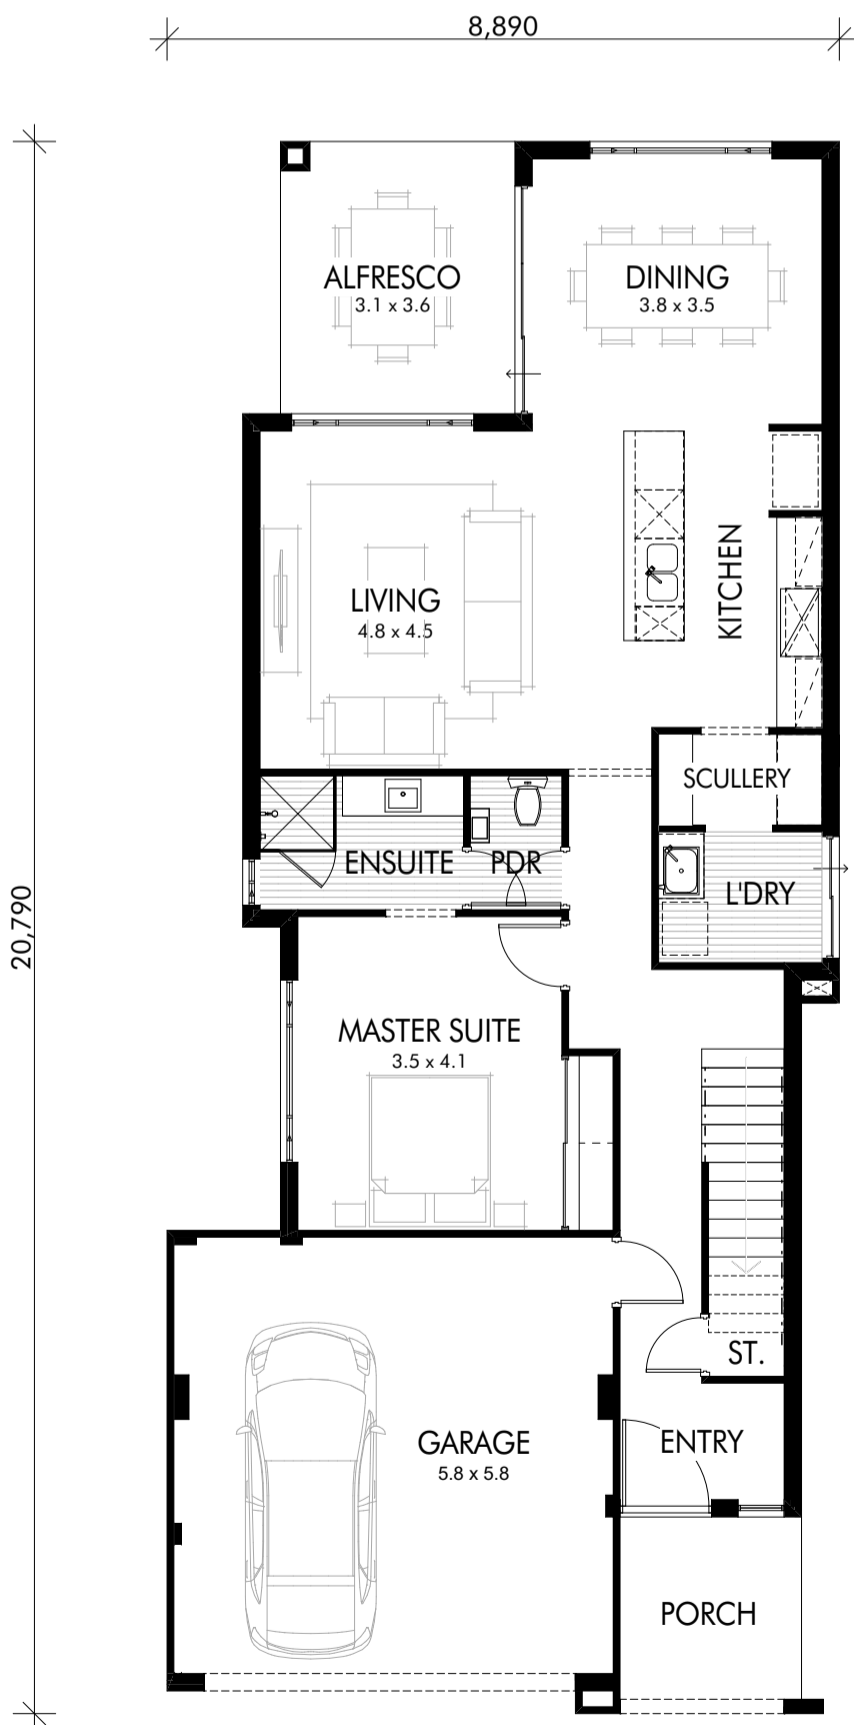 8,890
20,790
ALFRESCO
3.1 x 3.6
DINING
3.8 x 3.5
KITCHEN
LIVING
4.8 x 4.5
SCULLERY
ENSUITE
PDR
L'DRY
MASTER SUITE
3.5 x 4.1
ST.
GARAGE
5.8 x 5.8
ENTRY
PORCH